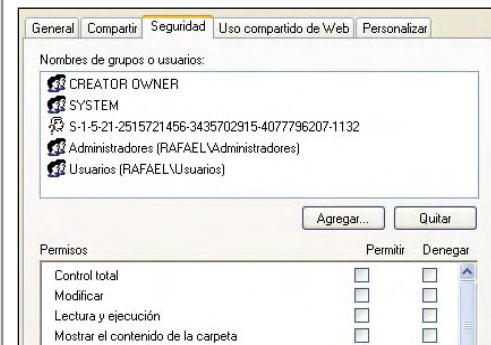 General Compartir Seguridad Uso compartido de Web Personalizar
Nombres de grupos o usuarios:
CREATOR OWNER
SYSTEM
S-1-5-21-2515721456-3435702915-4077796207-1132
Administradores (RAFAEL\Administradores)
Usuarios (RAFAEL\Usuarios)
Agregar... Quitar
Permisos Permitir Denegar
Control total
Modificar
Lectura y ejecución
Mostrar el contenido de la carpeta